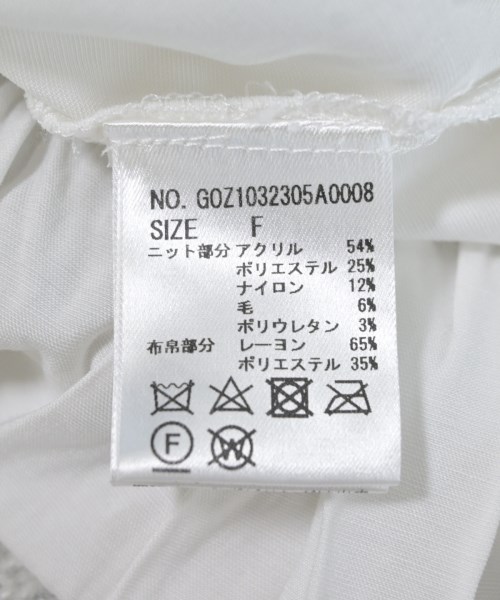 NO. GOZ1032305A0008
SIZE F
ニット部分 アクリル 54%
ポリエステル 25%
ナイロン 12%
毛 6%
ポリウレタン 3%
布帛部分 レーヨン 65%
ポリエステル 35%
F W